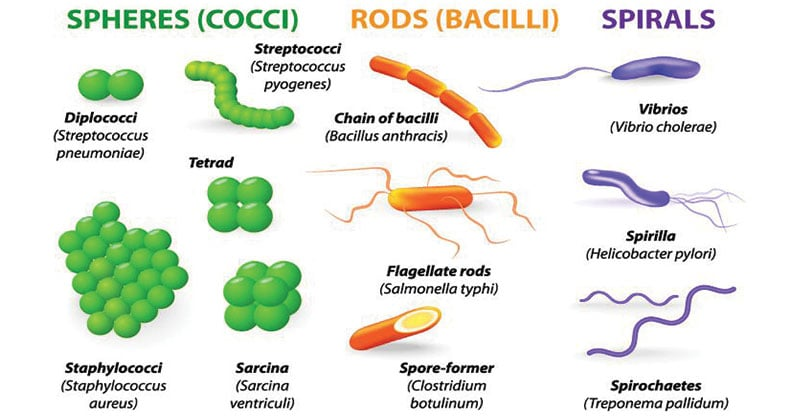 SPHERES (COCCI)
RODS (BACILLI)
SPIRALS
Diplococci
(Streptococcus
pneumoniae)
Streptococci
(Streptococcus
pyogenes)
Tetrad
Staphylococci
(Staphylococcus
aureus)
Sarcina
(Sarcina
ventriculi)
Chain of bacilli
(Bacillus anthracis)
Flagellate rods
(Salmonella typhi)
Spore-former
(Clostridium
botulinum)
Vibrios
(Vibrio cholerae)
Spirilla
(Helicobacter pylori)
Spirochaetes
(Treponema pallidum)